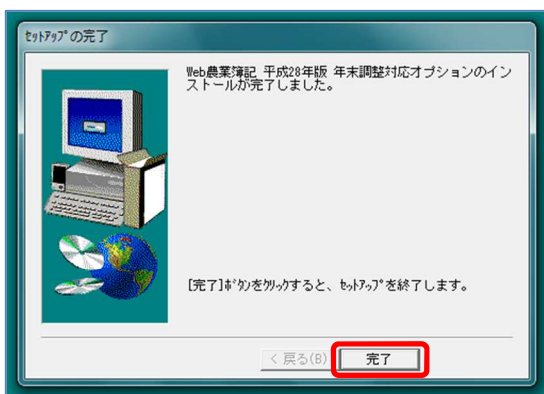 ｾｯﾄｱｯﾌﾟの完了
Web農業簿記 平成28年版 年末調整対応オプションのイン
ストールが完了しました。
[完了]ﾎﾞﾀﾝをｸﾘｯｸすると、ｾｯﾄｱｯﾌﾟを終了します。
< 戻る(B)
完了